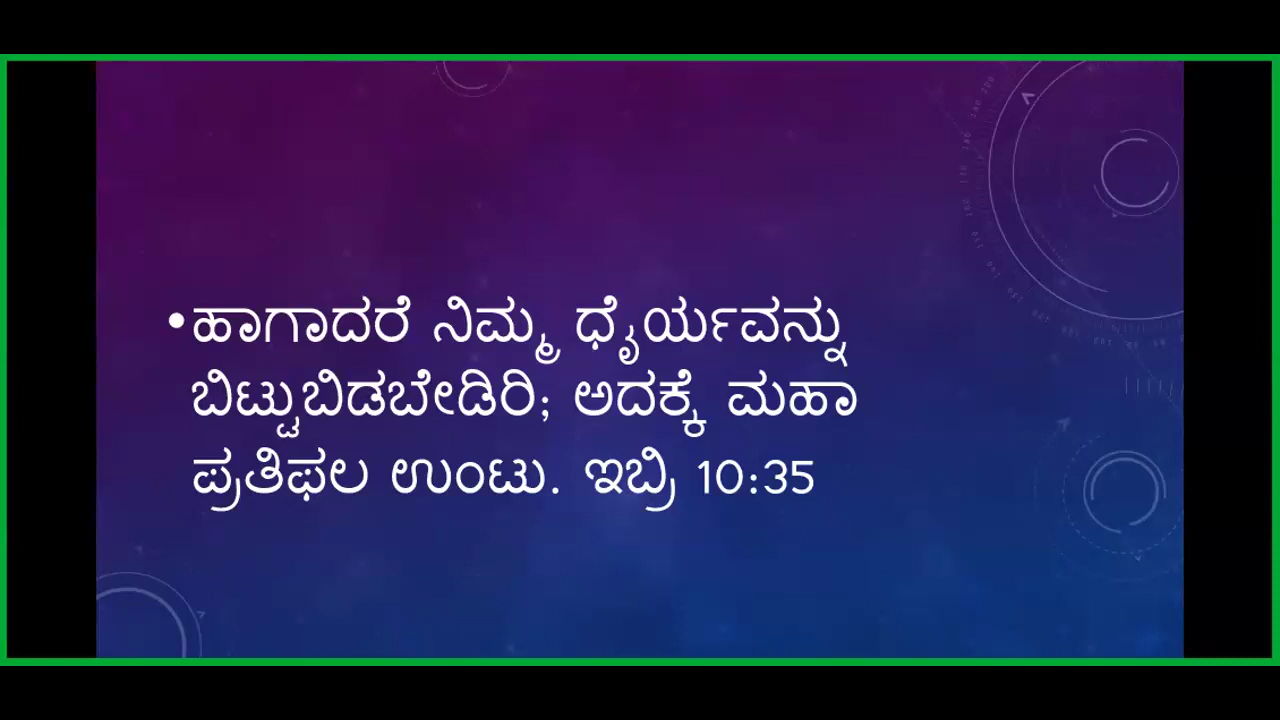 •ಹಾಗಾದರೆ ನಿಮ್ಮ ಧೈರ್ಯವನ್ನು
ಬಿಟ್ಟುಬಿಡಬೇಡಿರಿ; ಅದಕ್ಕೆ ಮಹಾ
ಪ್ರತಿಫಲ ಉಂಟು. ಇಬ್ರಿ 10:35